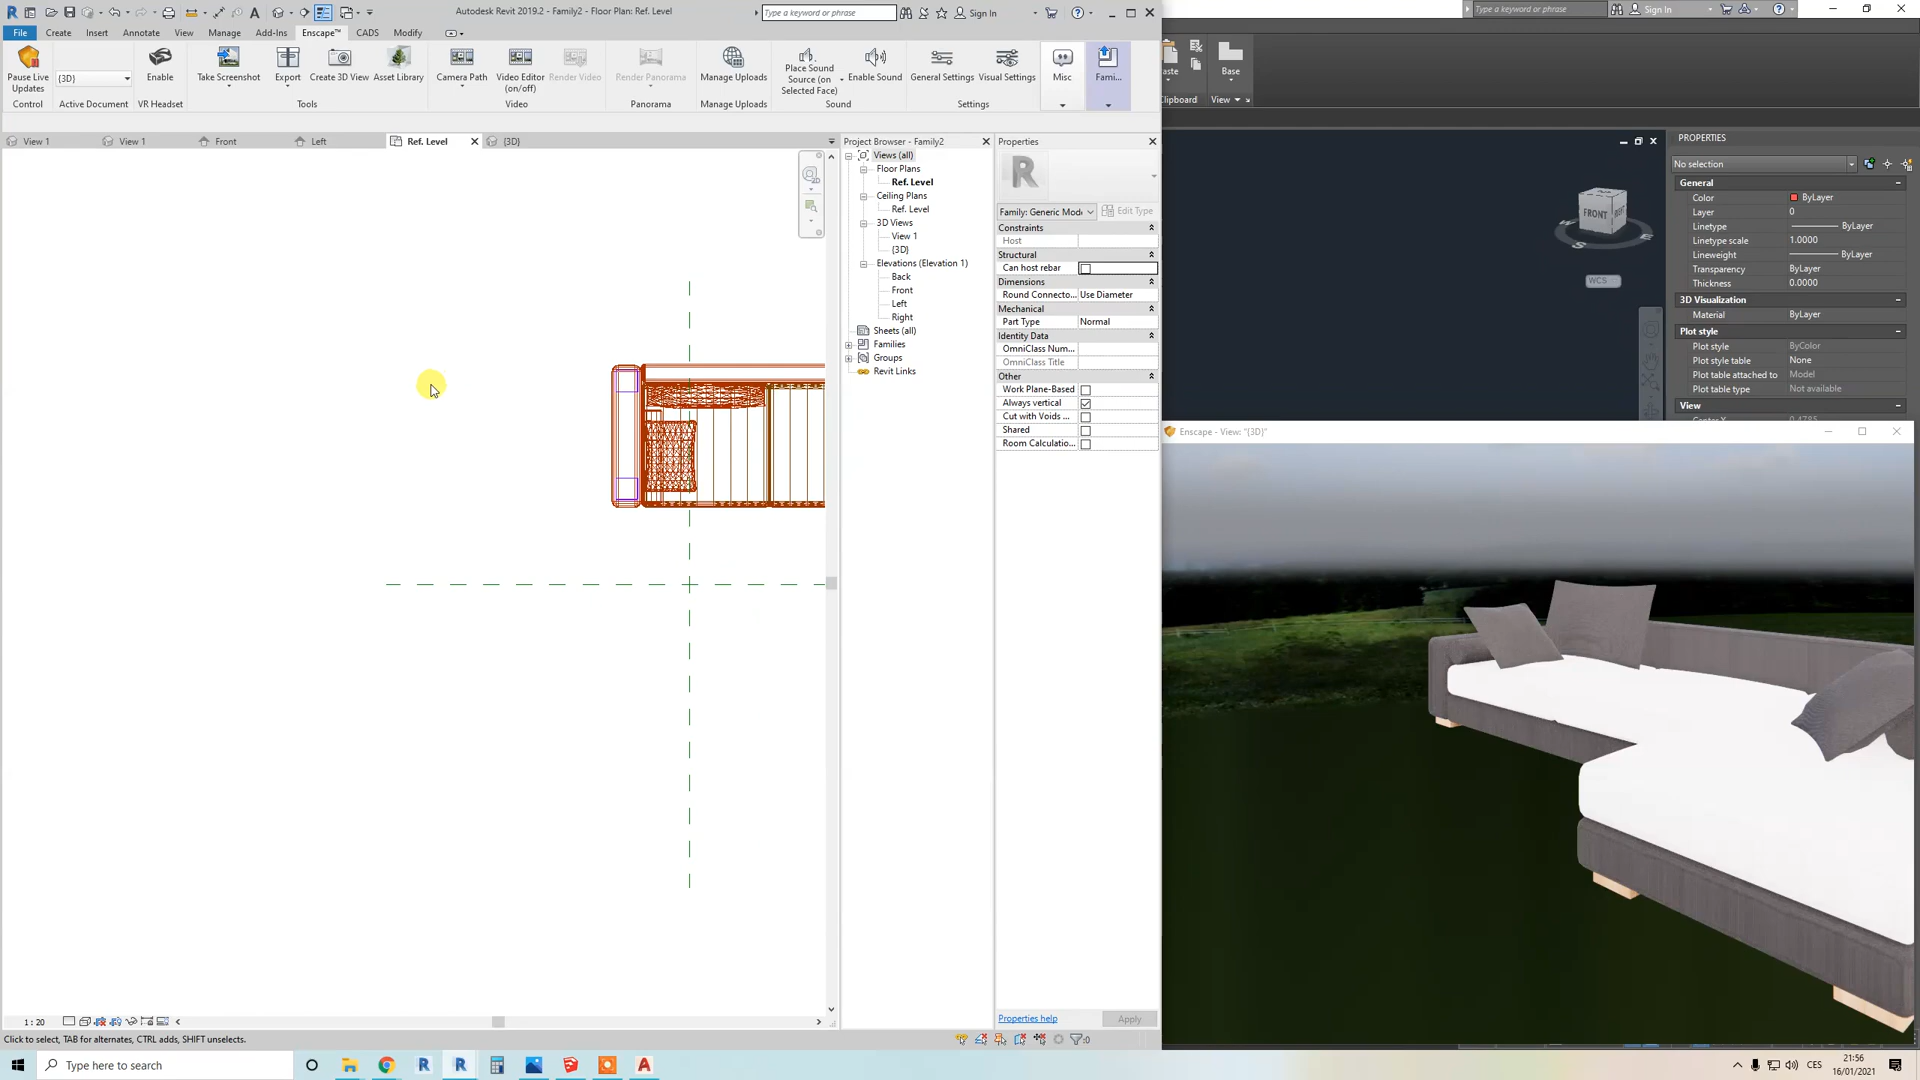 Autodesk Revit 2019.2 - Family2 - Floor Plan: Ref. Level
Type a keyword or phrase
Sign In
Type a keyword or phrase
Sign In
File Create Insert Annotate View Manage Add-Ins Enscape™ CADS Modify
Pause Live Updates
{3D}
Enable
Take Screenshot
Export
Create 3D View
Asset Library
Camera Path
Video Editor (on/off)
Render Video
Render Panorama
Manage Uploads
Place Sound Source (on Selected Face)
Enable Sound
General Settings
Visual Settings
Misc
Fami...
Base
Control Active Document VR Headset Tools Video Panorama Manage Uploads Sound Settings
Clipboard
View
View 1
View 1
Front
Left
Ref. Level
{3D}
Project Browser - Family2
Views (all)
Floor Plans
Ref. Level
Ceiling Plans
Ref. Level
3D Views
View 1
{3D}
Elevations (Elevation 1)
Back
Front
Left
Right
Sheets (all)
Families
Groups
Revit Links
Properties
Family: Generic Mode
Edit Type
Constraints
Host
Structural
Can host rebar
Dimensions
Round Connecto... Use Diameter
Mechanical
Part Type Normal
Identity Data
OmniClass Num...
OmniClass Title
Other
Work Plane-Based
Always vertical
Cut with Voids ...
Shared
Room Calculatio...
Properties help
Apply
FRONT
RIGHT
S
E
WCS
PROPERTIES
No selection
General
Color ByLayer
Layer 0
Linetype ByLayer
Linetype scale 1.0000
Lineweight ByLayer
Transparency ByLayer
Thickness 0.0000
3D Visualization
Material ByLayer
Plot style
Plot style ByColor
Plot style table None
Plot table attached to Model
Plot table type Not available
View
Enscape - View: "{3D}"
1 : 20
Click to select, TAB for alternates, CTRL adds, SHIFT unselects.
:0
Type here to search
CES
21:56
16/01/2021